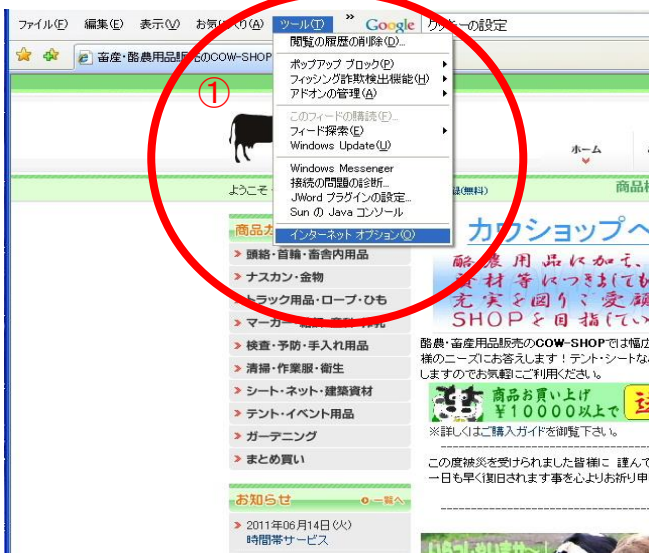 ファイル(F) 編集(E) 表示(V) お気に入り(A) ツール(T) » Google クッキーの設定
閲覧の履歴の削除(D)...
畜産・酪農用品販売のCOW-SHOP
ポップアップ ブロック(P)
フィッシング詐欺検出機能(H)
アドオンの管理(A)
①
このフィードの購読(F)...
フィード探索(E)
Windows Update(U)
ホーム
Windows Messenger
接続の問題の診断...
JWord プラグインの設定...
Sun の Java コンソール
インターネット オプション(O)
ようこそ
録(無料)
商品
商品カ
カウショップへ
頭絡・首輪・畜舎内用品
ナスカン・金物
トラック用品・ロープ・ひも
検査・予防・手入れ用品
清掃・作業服・衛生
シート・ネット・建築資材
テント・イベント用品
ガーデニング
まとめ買い
酪農用品に加え、
資材等につきましても
充実を図り、ご愛顧
SHOPを目指してい
酪農・畜産用品販売のCOW-SHOPでは幅広
様のニーズにお答えします!テント・シートな
しますのでお気軽にご利用ください。
商品お買い上げ
¥10000以上で
送
※詳しくはご購入ガイドを御覧下さい。
この度被災を受けられました皆様に 謹んで
一日も早く復旧されます事を心よりお祈り申
お知らせ
一覧へ
2011年06月14日(火)
時間帯サービス
いらっしゃいませ〜